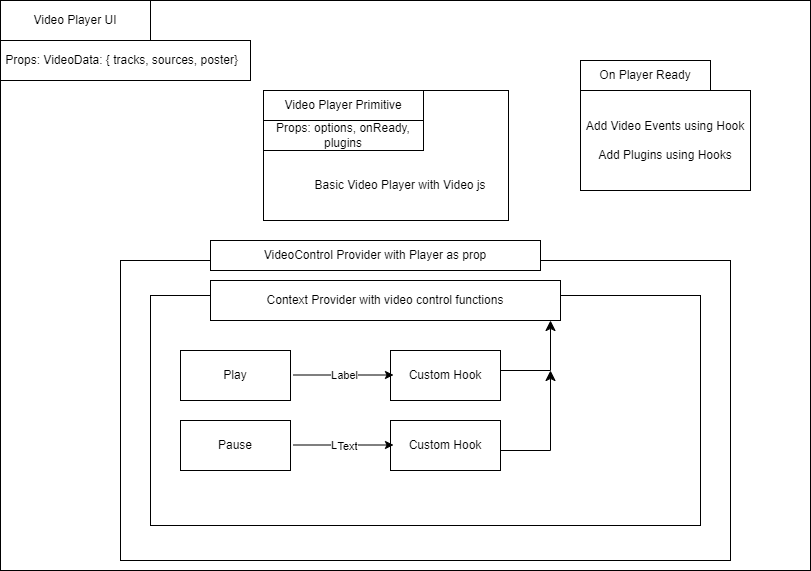 Video Player UI
Props: VideoData: { tracks, sources, poster}
On Player Ready
Add Video Events using Hook
Add Plugins using Hooks
Video Player Primitive
Props: options, onReady,
plugins
Basic Video Player with Video js
VideoControl Provider with Player as prop
Context Provider with video control functions
Play
Label
Custom Hook
Pause
LText
Custom Hook